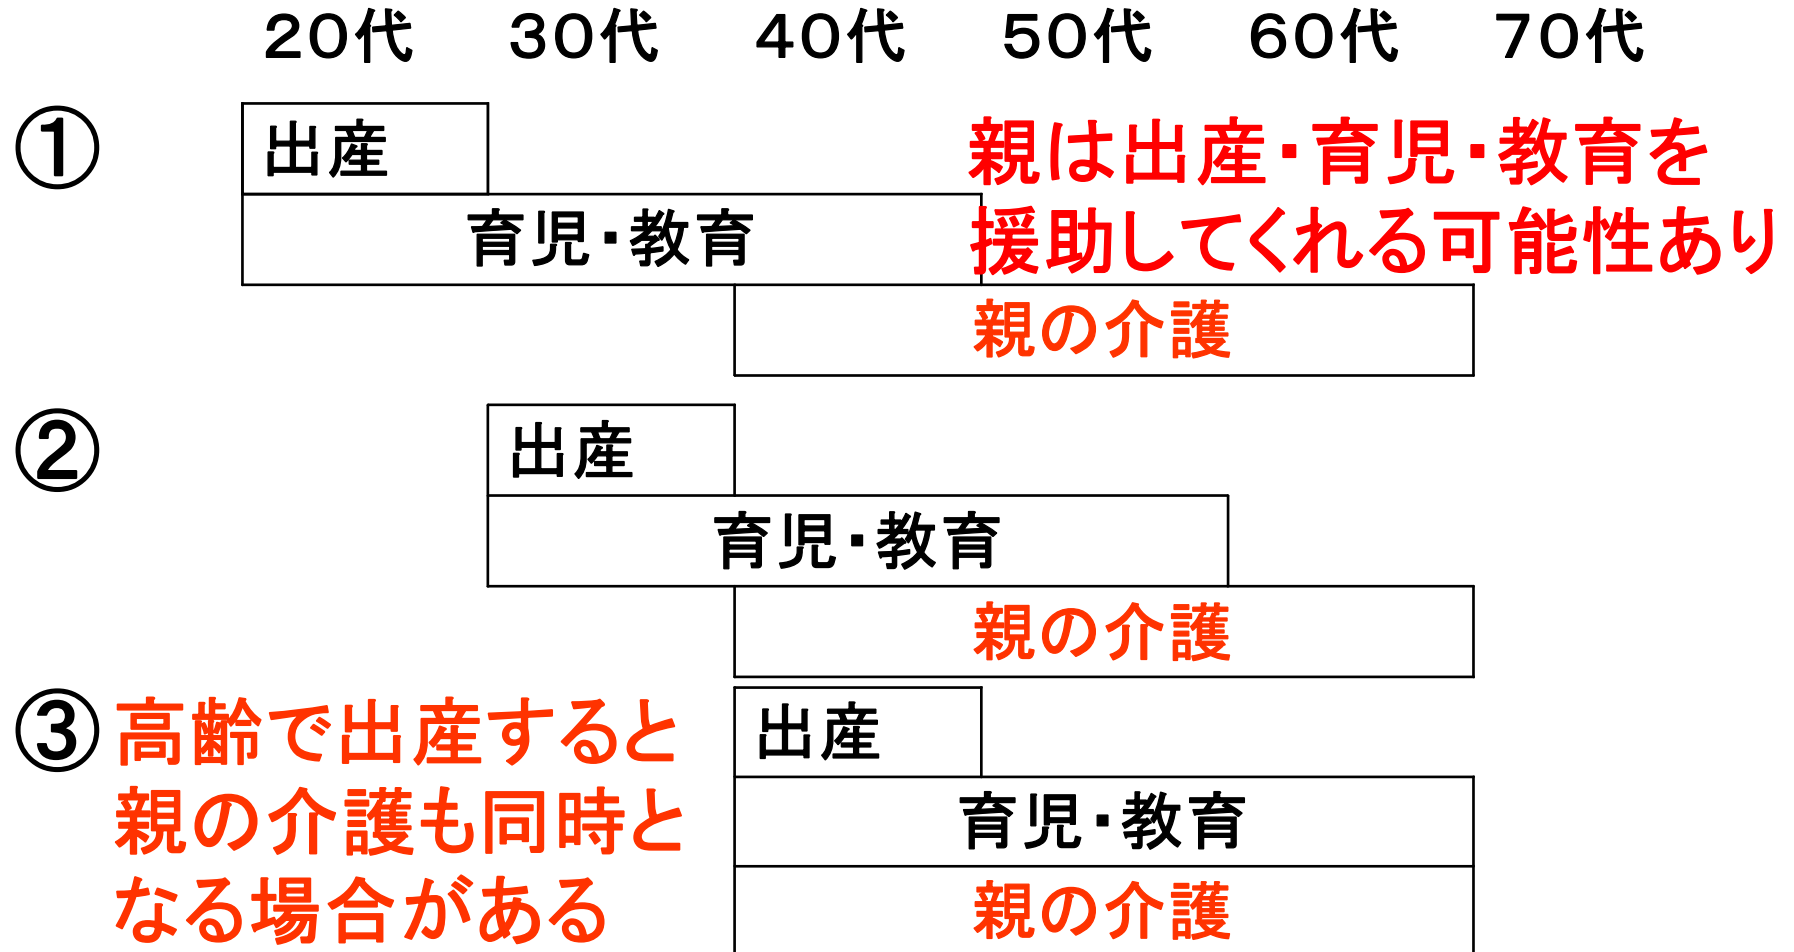 20代 30代 40代 50代 60代 70代
①
出産
親は出産・育児・教育を
育児・教育
援助してくれる可能性あり
親の介護
②
出産
育児・教育
親の介護
③
高齢で出産すると
親の介護も同時と
なる場合がある
出産
育児・教育
親の介護